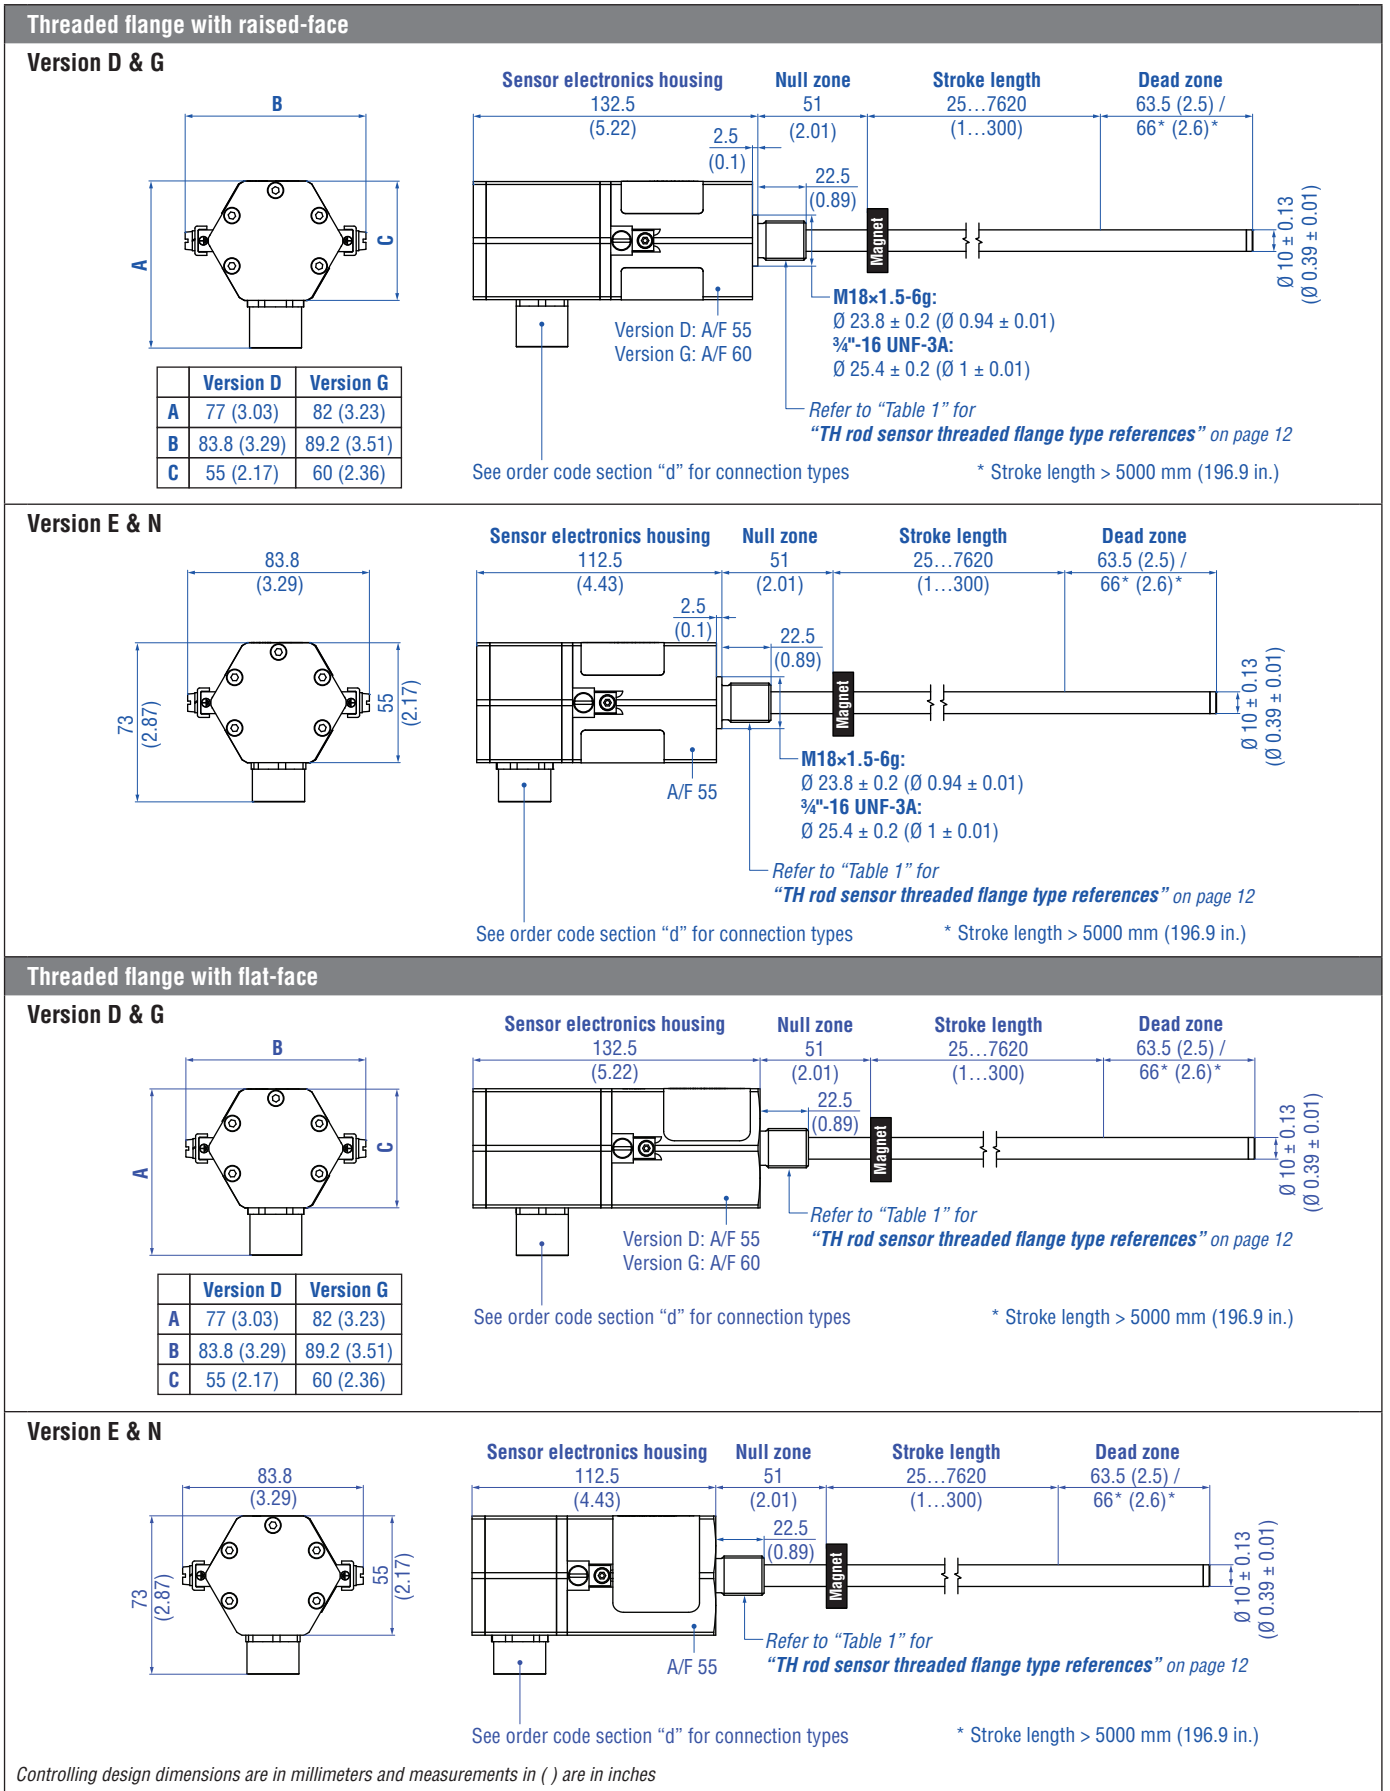 Threaded flange with raised-face
Version D & G
B
A
C
Sensor electronics housing
132.5
(5.22)
Null zone
51
(2.01)
Stroke length
25…7620
(1…300)
Dead zone
63.5 (2.5) /
66* (2.6)*
2.5
(0.1)
22.5
(0.89)
Magnet
Ø 10 ± 0.13
(Ø 0.39 ± 0.01)
M18×1.5-6g:
Ø 23.8 ± 0.2 (Ø 0.94 ± 0.01)
¾"-16 UNF-3A:
Ø 25.4 ± 0.2 (Ø 1 ± 0.01)
Version D: A/F 55
Version G: A/F 60
Refer to “Table 1” for
“TH rod sensor threaded flange type references” on page 12
See order code section “d” for connection types
* Stroke length > 5000 mm (196.9 in.)
Version D Version G
A 77 (3.03) 82 (3.23)
B 83.8 (3.29) 89.2 (3.51)
C 55 (2.17) 60 (2.36)
Version E & N
83.8
(3.29)
73
(2.87)
55
(2.17)
Sensor electronics housing
112.5
(4.43)
Null zone
51
(2.01)
Stroke length
25…7620
(1…300)
Dead zone
63.5 (2.5) /
66* (2.6)*
2.5
(0.1)
22.5
(0.89)
Magnet
Ø 10 ± 0.13
(Ø 0.39 ± 0.01)
M18×1.5-6g:
Ø 23.8 ± 0.2 (Ø 0.94 ± 0.01)
¾"-16 UNF-3A:
Ø 25.4 ± 0.2 (Ø 1 ± 0.01)
A/F 55
Refer to “Table 1” for
“TH rod sensor threaded flange type references” on page 12
See order code section “d” for connection types
* Stroke length > 5000 mm (196.9 in.)
Threaded flange with flat-face
Version D & G
B
A
C
Sensor electronics housing
132.5
(5.22)
Null zone
51
(2.01)
Stroke length
25…7620
(1…300)
Dead zone
63.5 (2.5) /
66* (2.6)*
22.5
(0.89)
Magnet
Ø 10 ± 0.13
(Ø 0.39 ± 0.01)
Version D: A/F 55
Version G: A/F 60
Refer to “Table 1” for
“TH rod sensor threaded flange type references” on page 12
See order code section “d” for connection types
* Stroke length > 5000 mm (196.9 in.)
Version D Version G
A 77 (3.03) 82 (3.23)
B 83.8 (3.29) 89.2 (3.51)
C 55 (2.17) 60 (2.36)
Version E & N
83.8
(3.29)
73
(2.87)
55
(2.17)
Sensor electronics housing
112.5
(4.43)
Null zone
51
(2.01)
Stroke length
25…7620
(1…300)
Dead zone
63.5 (2.5) /
66* (2.6)*
22.5
(0.89)
Magnet
Ø 10 ± 0.13
(Ø 0.39 ± 0.01)
A/F 55
Refer to “Table 1” for
“TH rod sensor threaded flange type references” on page 12
See order code section “d” for connection types
* Stroke length > 5000 mm (196.9 in.)
Controlling design dimensions are in millimeters and measurements in ( ) are in inches